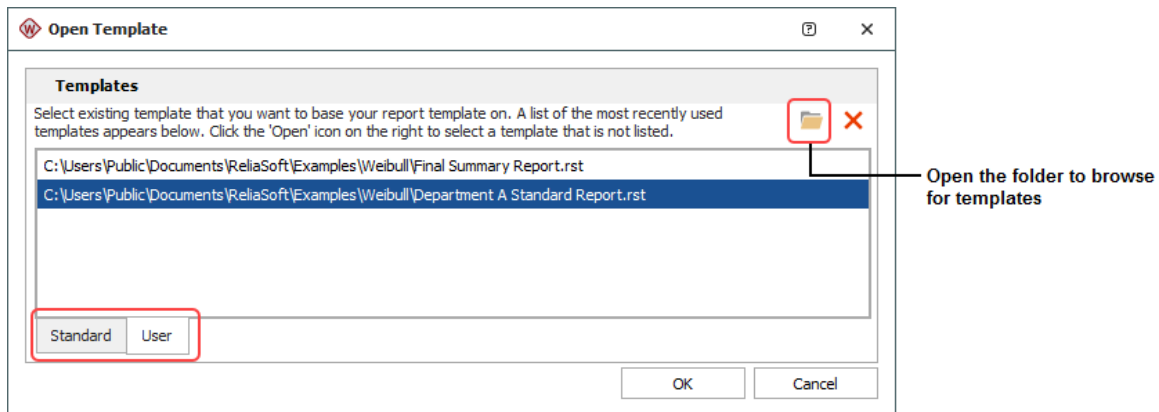 Open Template
Templates
Select existing template that you want to base your report template on. A list of the most recently used
templates appears below. Click the 'Open' icon on the right to select a template that is not listed.
C:\Users\Public\Documents\ReliaSoft\Examples\Weibull\Final Summary Report.rst
C:\Users\Public\Documents\ReliaSoft\Examples\Weibull\Department A Standard Report.rst
Open the folder to browse
for templates
Standard User
OK Cancel